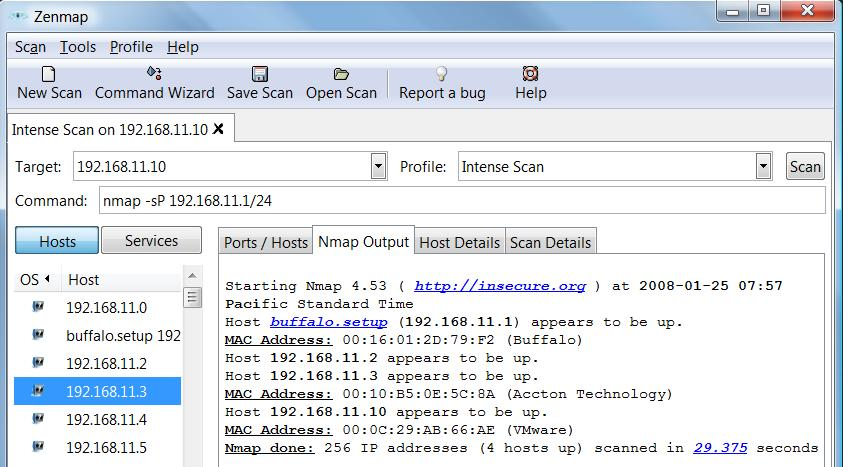 Zenmap
Scan Tools Profile Help
New Scan Command Wizard Save Scan Open Scan Report a bug Help
Intense Scan on 192.168.11.10
Target: 192.168.11.10 Profile: Intense Scan Scan
Command: nmap -sP 192.168.11.1/24
Hosts Services
Ports / Hosts Nmap Output Host Details Scan Details
OS Host
192.168.11.0
buffalo.setup 192
192.168.11.2
192.168.11.3
192.168.11.4
192.168.11.5
Starting Nmap 4.53 ( http://insecure.org ) at 2008-01-25 07:57
Pacific Standard Time
Host buffalo.setup (192.168.11.1) appears to be up.
MAC Address: 00:16:01:2D:79:F2 (Buffalo)
Host 192.168.11.2 appears to be up.
Host 192.168.11.3 appears to be up.
MAC Address: 00:10:B5:0E:5C:8A (Accton Technology)
Host 192.168.11.10 appears to be up.
MAC Address: 00:0C:29:AB:66:AE (VMware)
Nmap done: 256 IP addresses (4 hosts up) scanned in 29.375 seconds